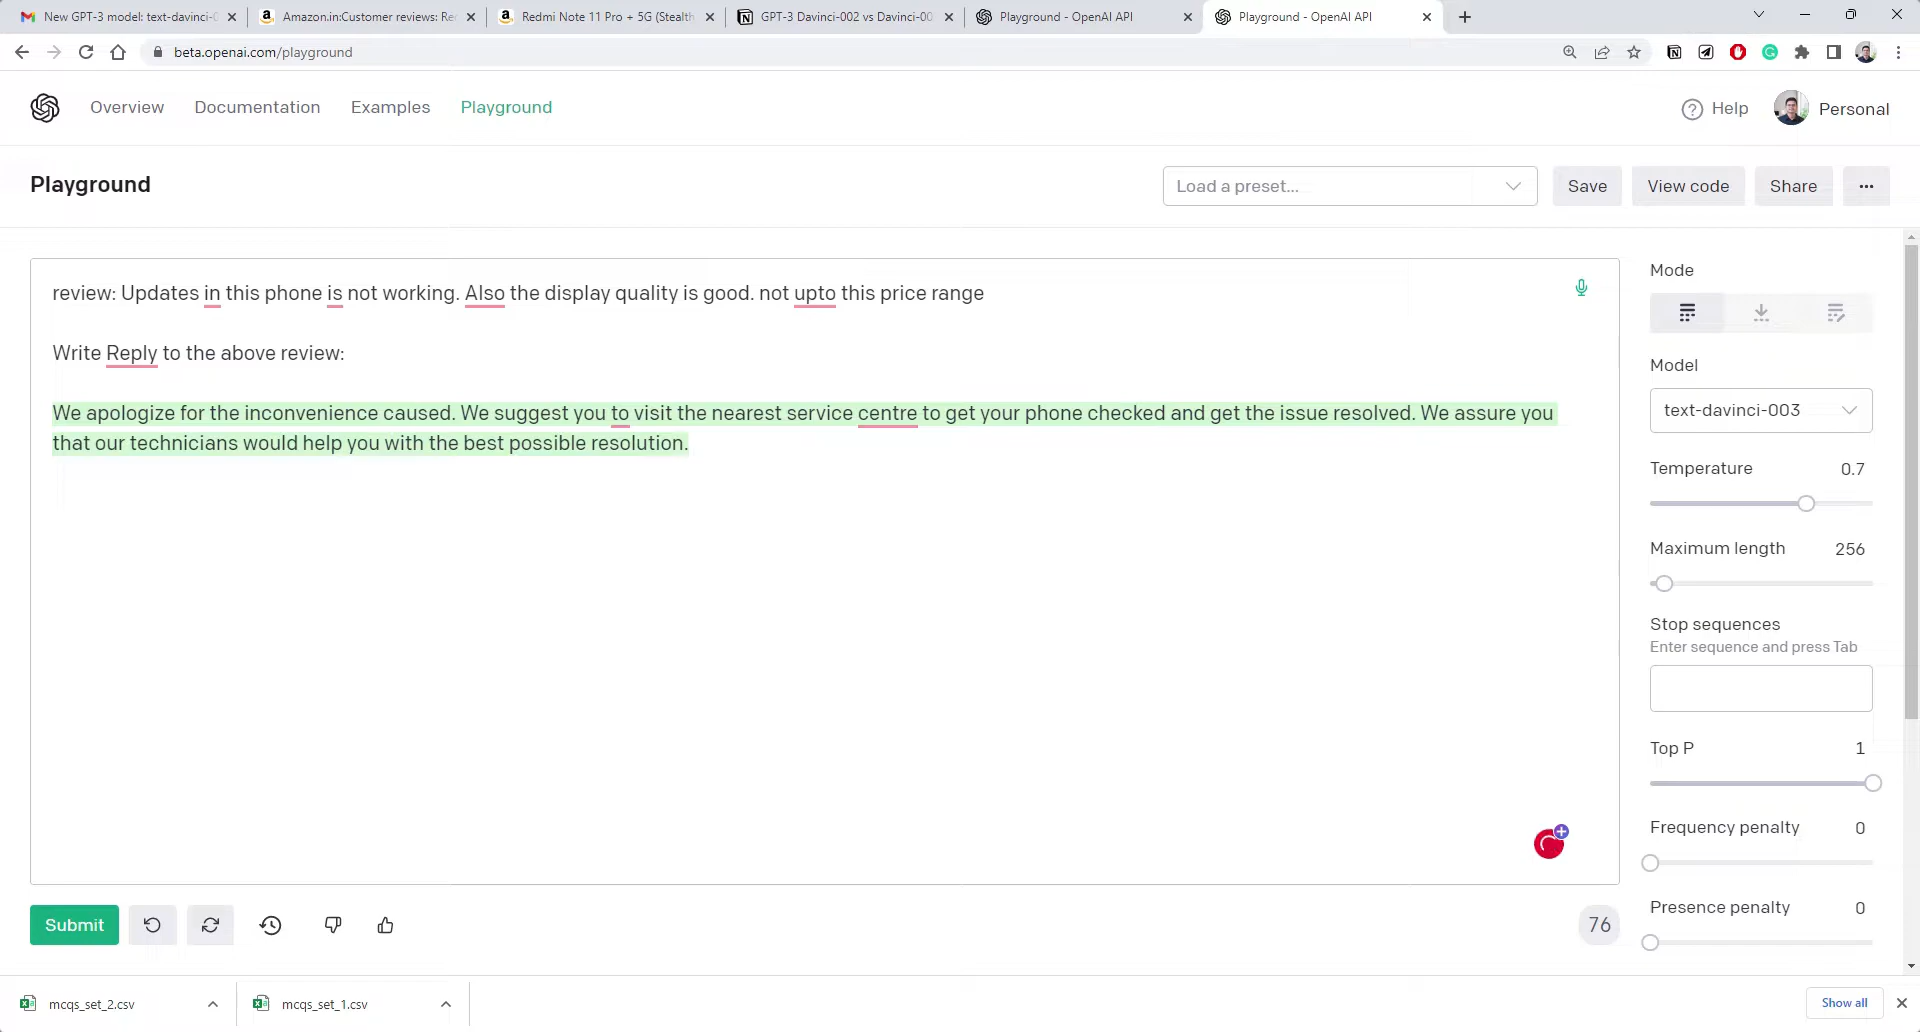 New GPT-3 model: text-davinci-0
Amazon.in:Customer reviews: Re
Redmi Note 11 Pro + 5G (Stealth
GPT-3 Davinci-002 vs Davinci-00
Playground - OpenAI API
Playground - OpenAI API
beta.openai.com/playground
Overview
Documentation
Examples
Playground
Help
Personal
Playground
Load a preset...
Save
View code
Share
...
review: Updates in this phone is not working. Also the display quality is good. not upto this price range
Write Reply to the above review:
We apologize for the inconvenience caused. We suggest you to visit the nearest service centre to get your phone checked and get the issue resolved. We assure you
that our technicians would help you with the best possible resolution.
Mode
Model
text-davinci-003
Temperature 0.7
Maximum length 256
Stop sequences
Enter sequence and press Tab
Top P 1
Frequency penalty 0
Presence penalty 0
Submit
76
mcqs_set_2.csv
mcqs_set_1.csv
Show all